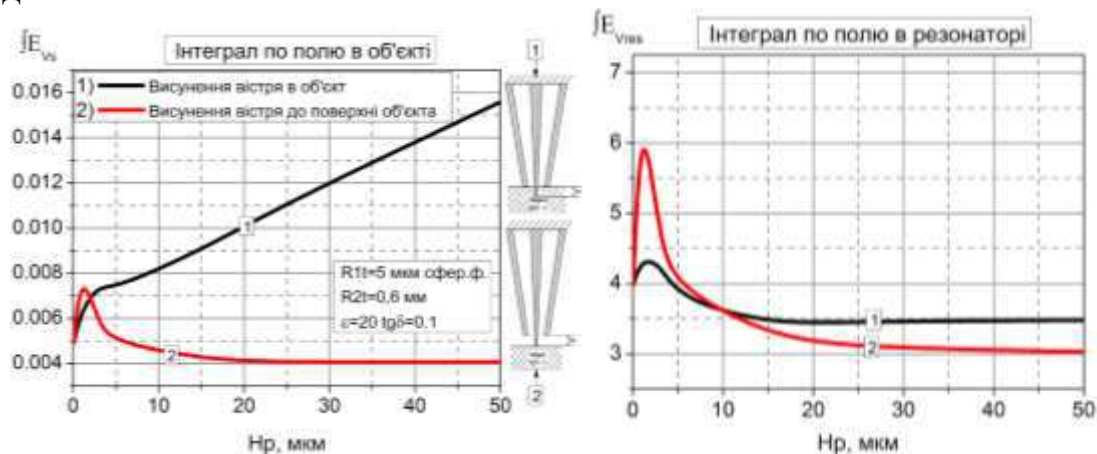 ∫E_Vs
Інтеграл по полю в об'єкті
1) Висунення вістря в об'єкт
2) Висунення вістря до поверхні об'єкта
0.016
0.014
0.012
0.010
0.008
0.006
0.004
1
2
R1t=5 мкм сфер.ф.
R2t=0,6 мм
ε=20 tgδ=0.1
0 10 20 30 40 50
Hp, мкм
1
2
∫E_Vres
Інтеграл по полю в резонаторі
7
6
5
4
3
1
2
0 10 20 30 40 50
Hp, мкм